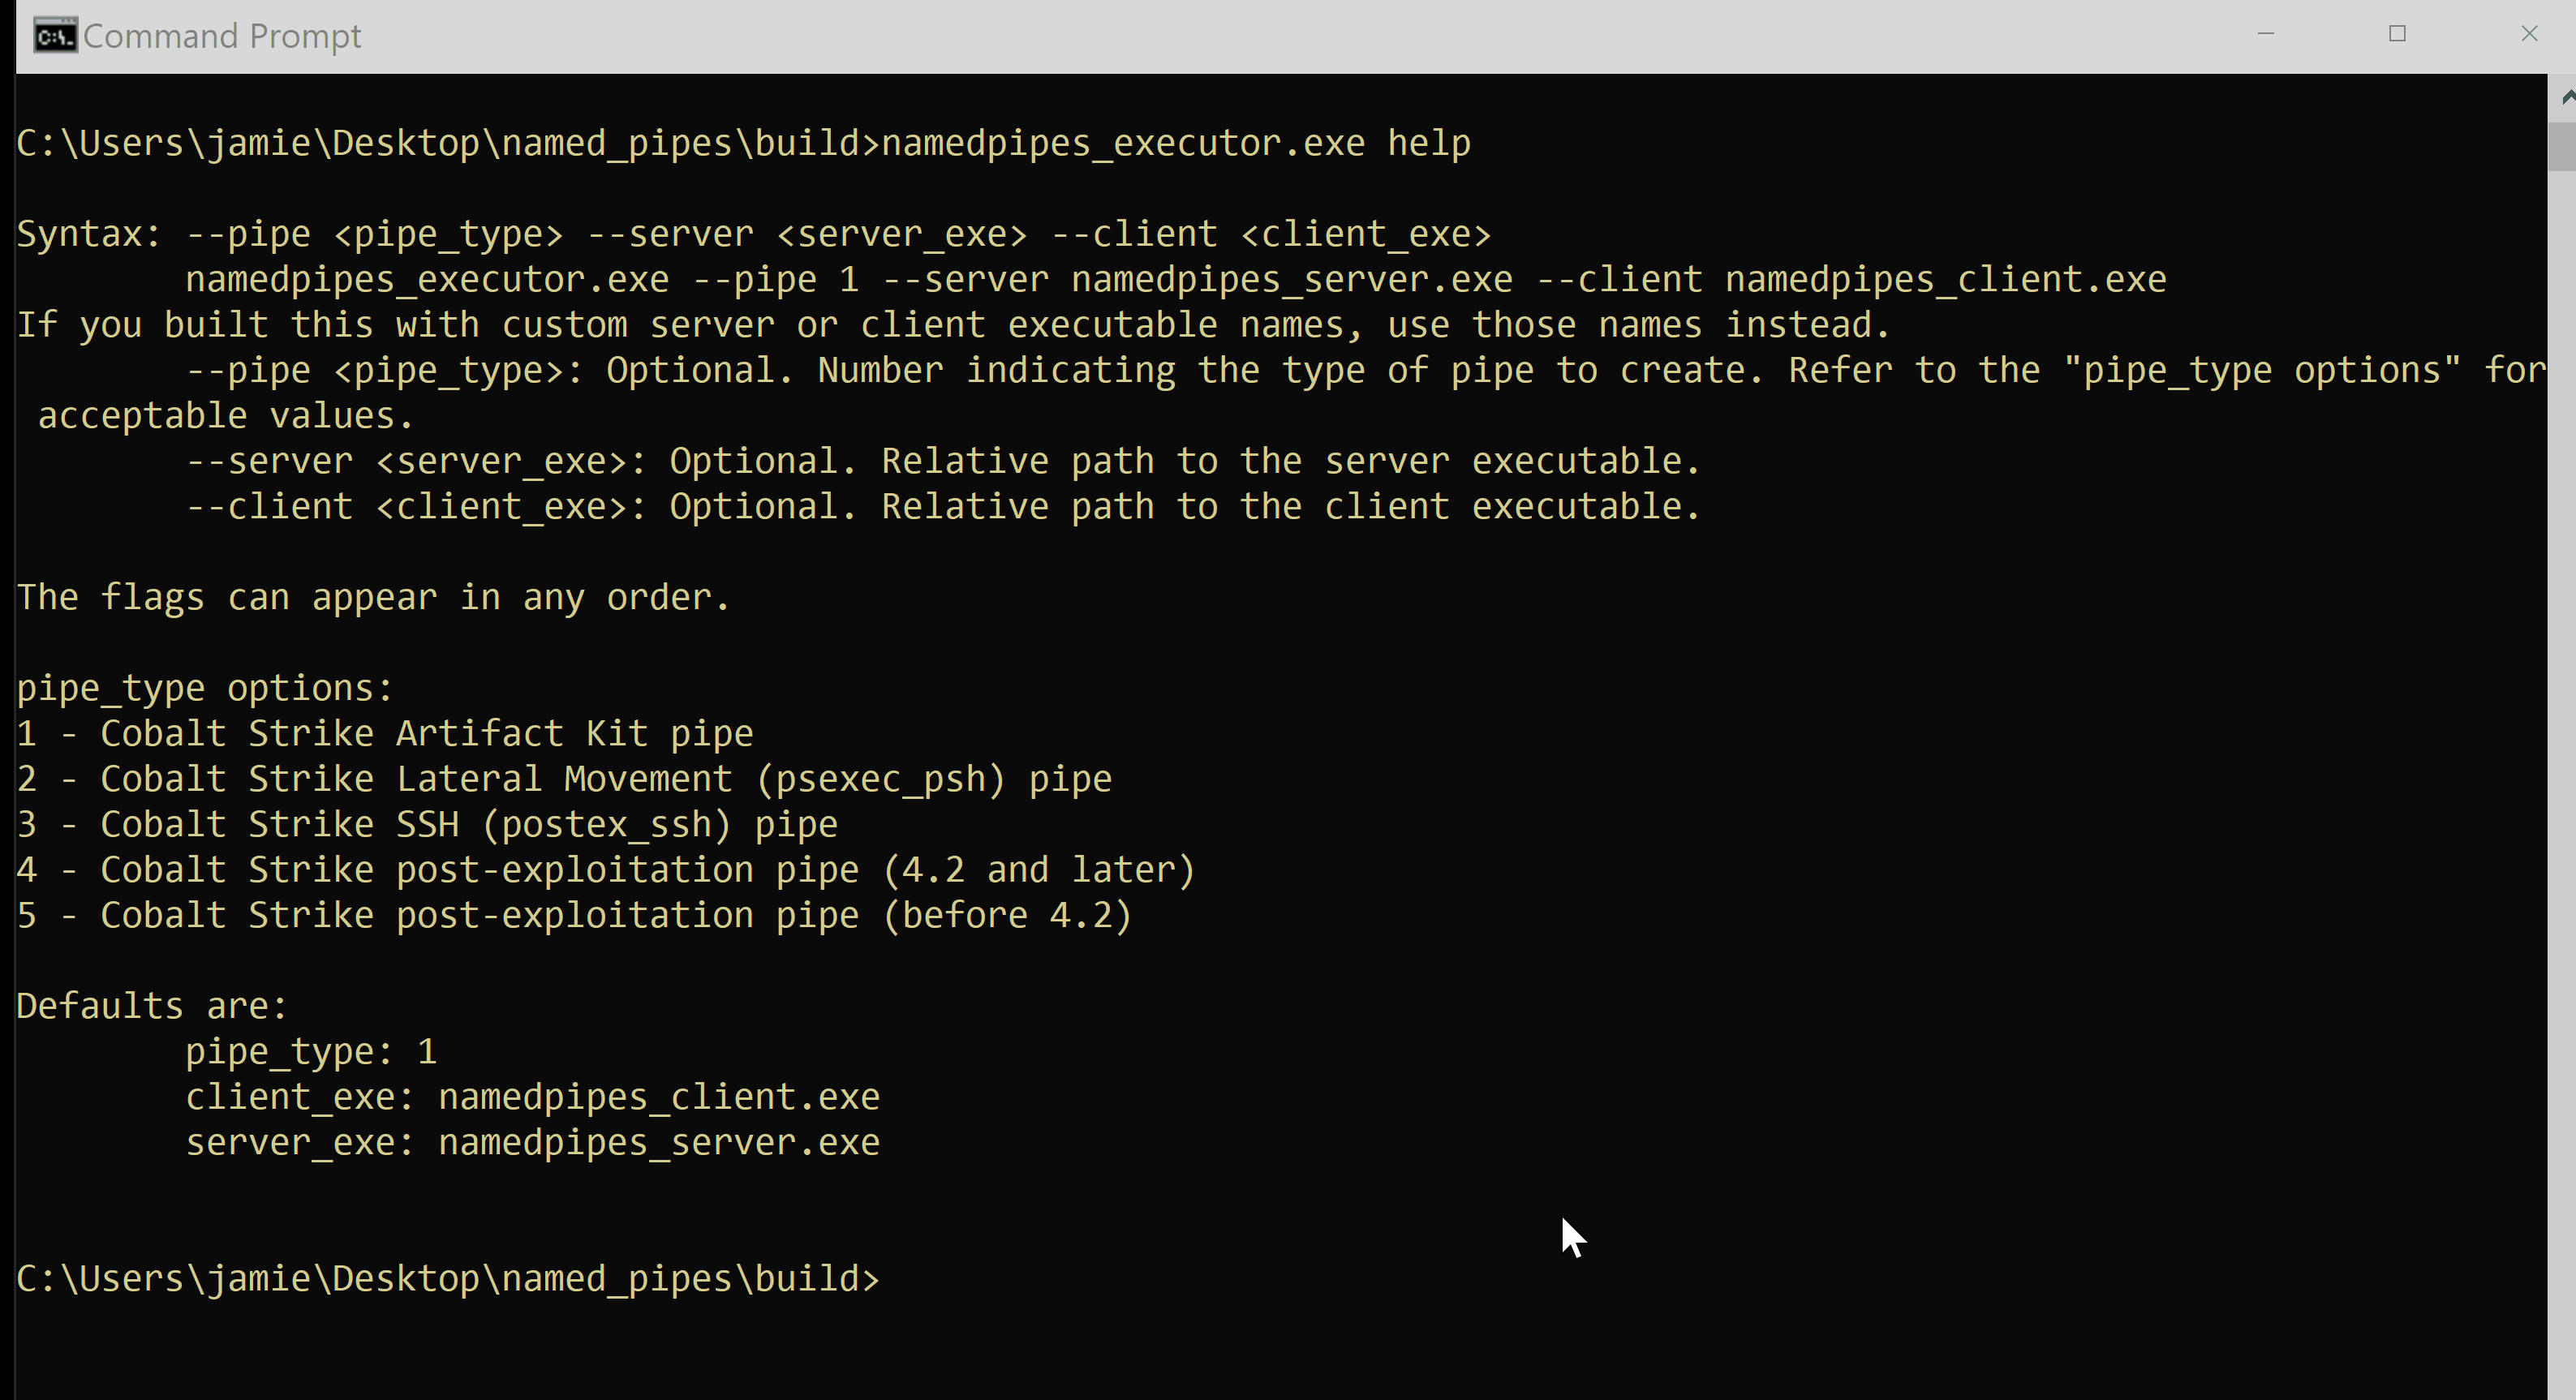 C:\_
Command Prompt
C:\Users\jamie\Desktop\named_pipes\build>namedpipes_executor.exe help
Syntax: --pipe <pipe_type> --server <server_exe> --client <client_exe>
        namedpipes_executor.exe --pipe 1 --server namedpipes_server.exe --client namedpipes_client.exe
If you built this with custom server or client executable names, use those names instead.
        --pipe <pipe_type>: Optional. Number indicating the type of pipe to create. Refer to the "pipe_type options" for
 acceptable values.
        --server <server_exe>: Optional. Relative path to the server executable.
        --client <client_exe>: Optional. Relative path to the client executable.
The flags can appear in any order.
pipe_type options:
1 - Cobalt Strike Artifact Kit pipe
2 - Cobalt Strike Lateral Movement (psexec_psh) pipe
3 - Cobalt Strike SSH (postex_ssh) pipe
4 - Cobalt Strike post-exploitation pipe (4.2 and later)
5 - Cobalt Strike post-exploitation pipe (before 4.2)
Defaults are:
        pipe_type: 1
        client_exe: namedpipes_client.exe
        server_exe: namedpipes_server.exe
C:\Users\jamie\Desktop\named_pipes\build>